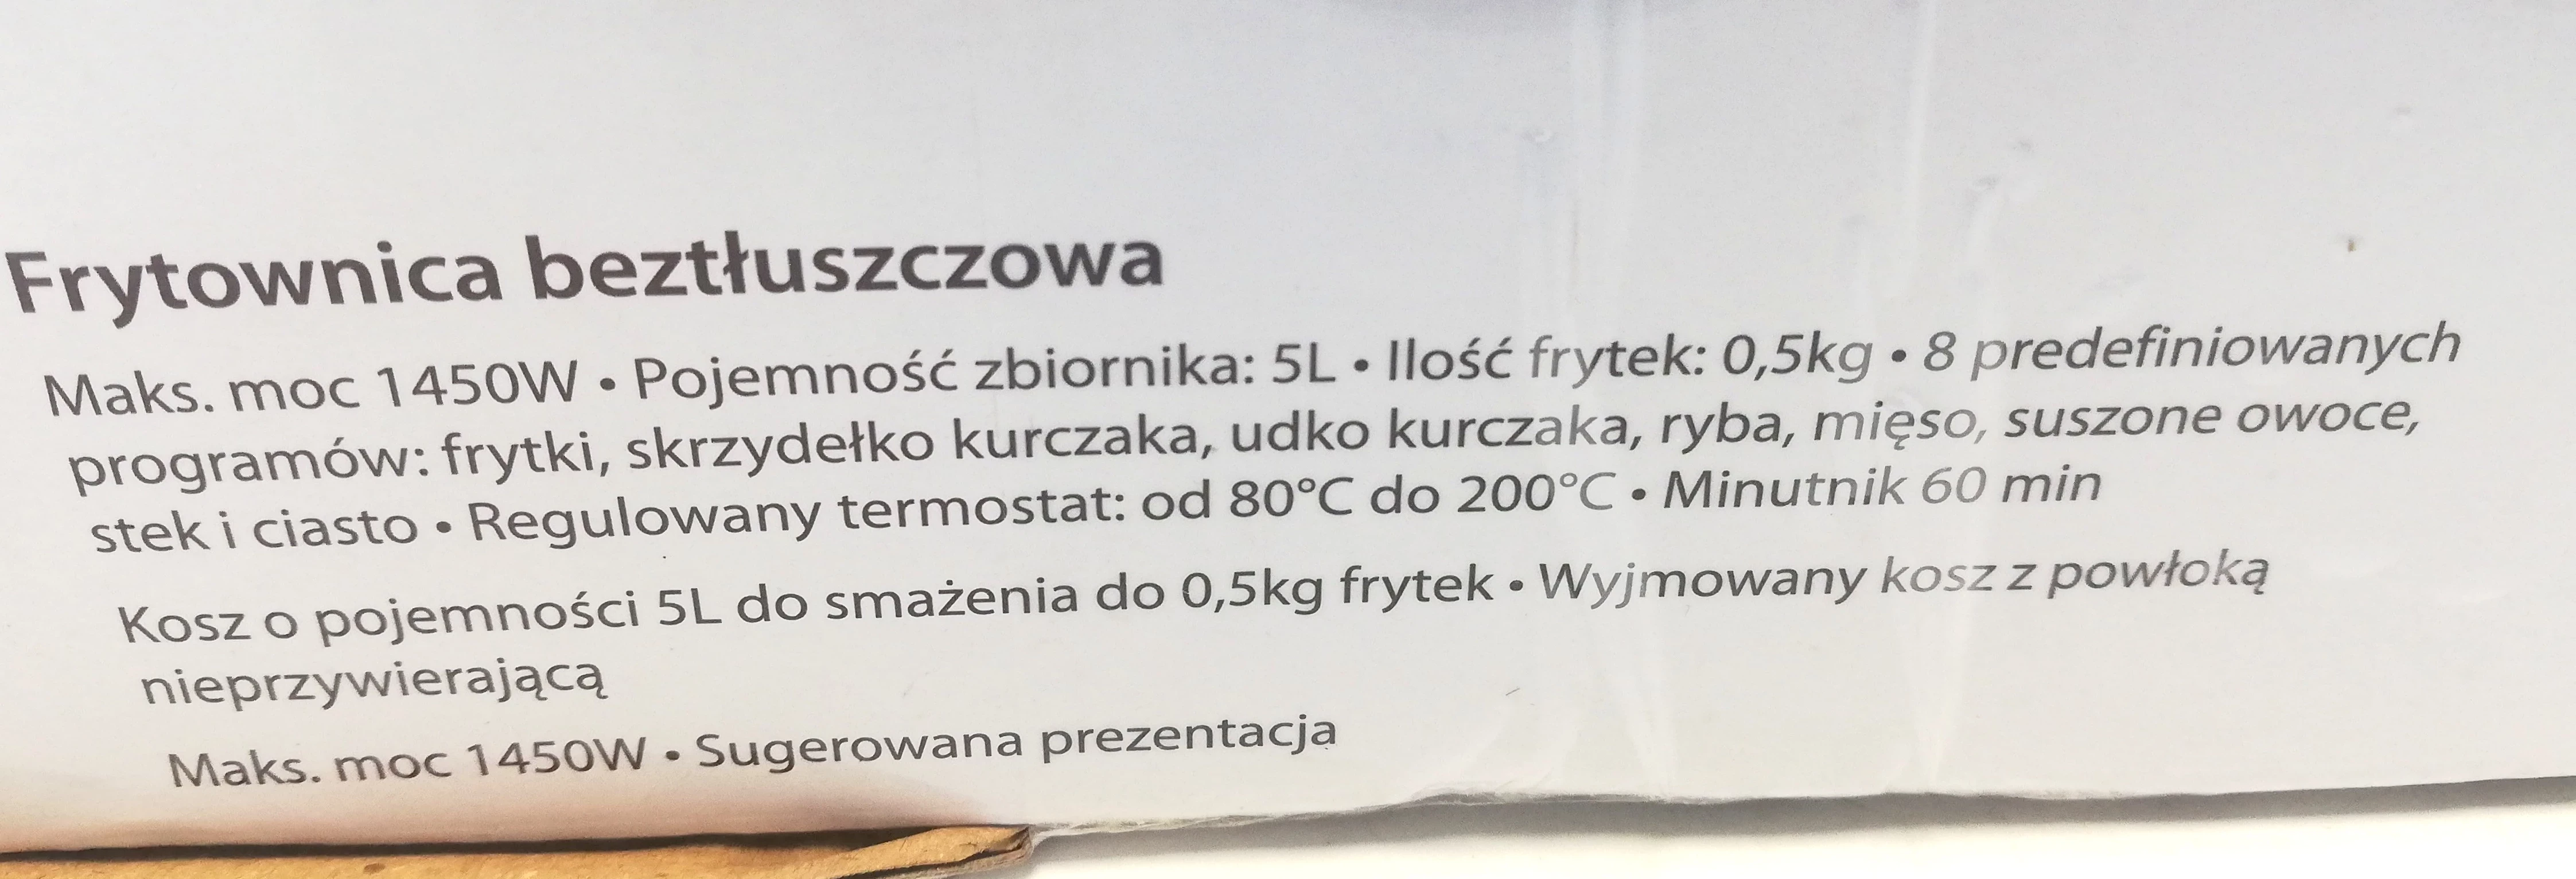 Frytownica beztłuszczowa
Maks. moc 1450W • Pojemność zbiornika: 5L • Ilość frytek: 0,5kg • 8 predefiniowanych
programów: frytki, skrzydełko kurczaka, udko kurczaka, ryba, mięso, suszone owoce,
stek i ciasto • Regulowany termostat: od 80°C do 200°C • Minutnik 60 min
Kosz o pojemności 5L do smażenia do 0,5kg frytek • Wyjmowany kosz z powłoką
nieprzywierającą
Maks. moc 1450W • Sugerowana prezentacja